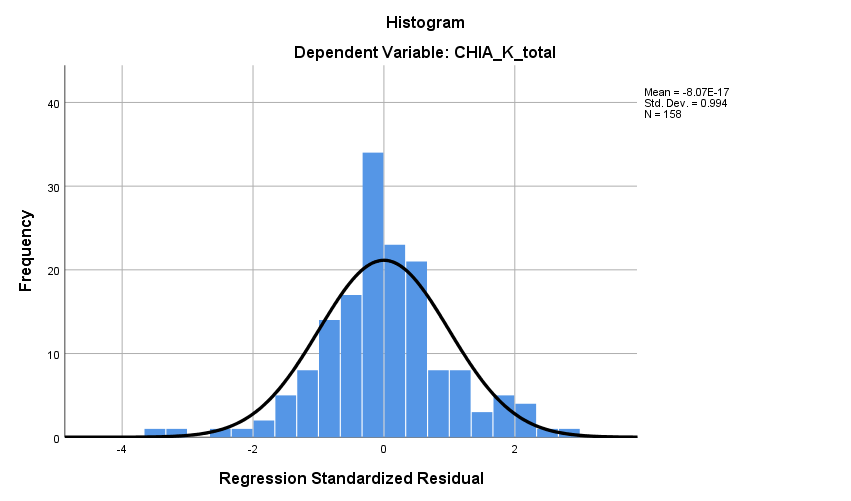 Histogram
Dependent Variable: CHIA_K_total
Mean = -8.07E-17
Std. Dev. = 0.994
N = 158
40
30
20
10
0
Frequency
-4
-2
0
2
Regression Standardized Residual